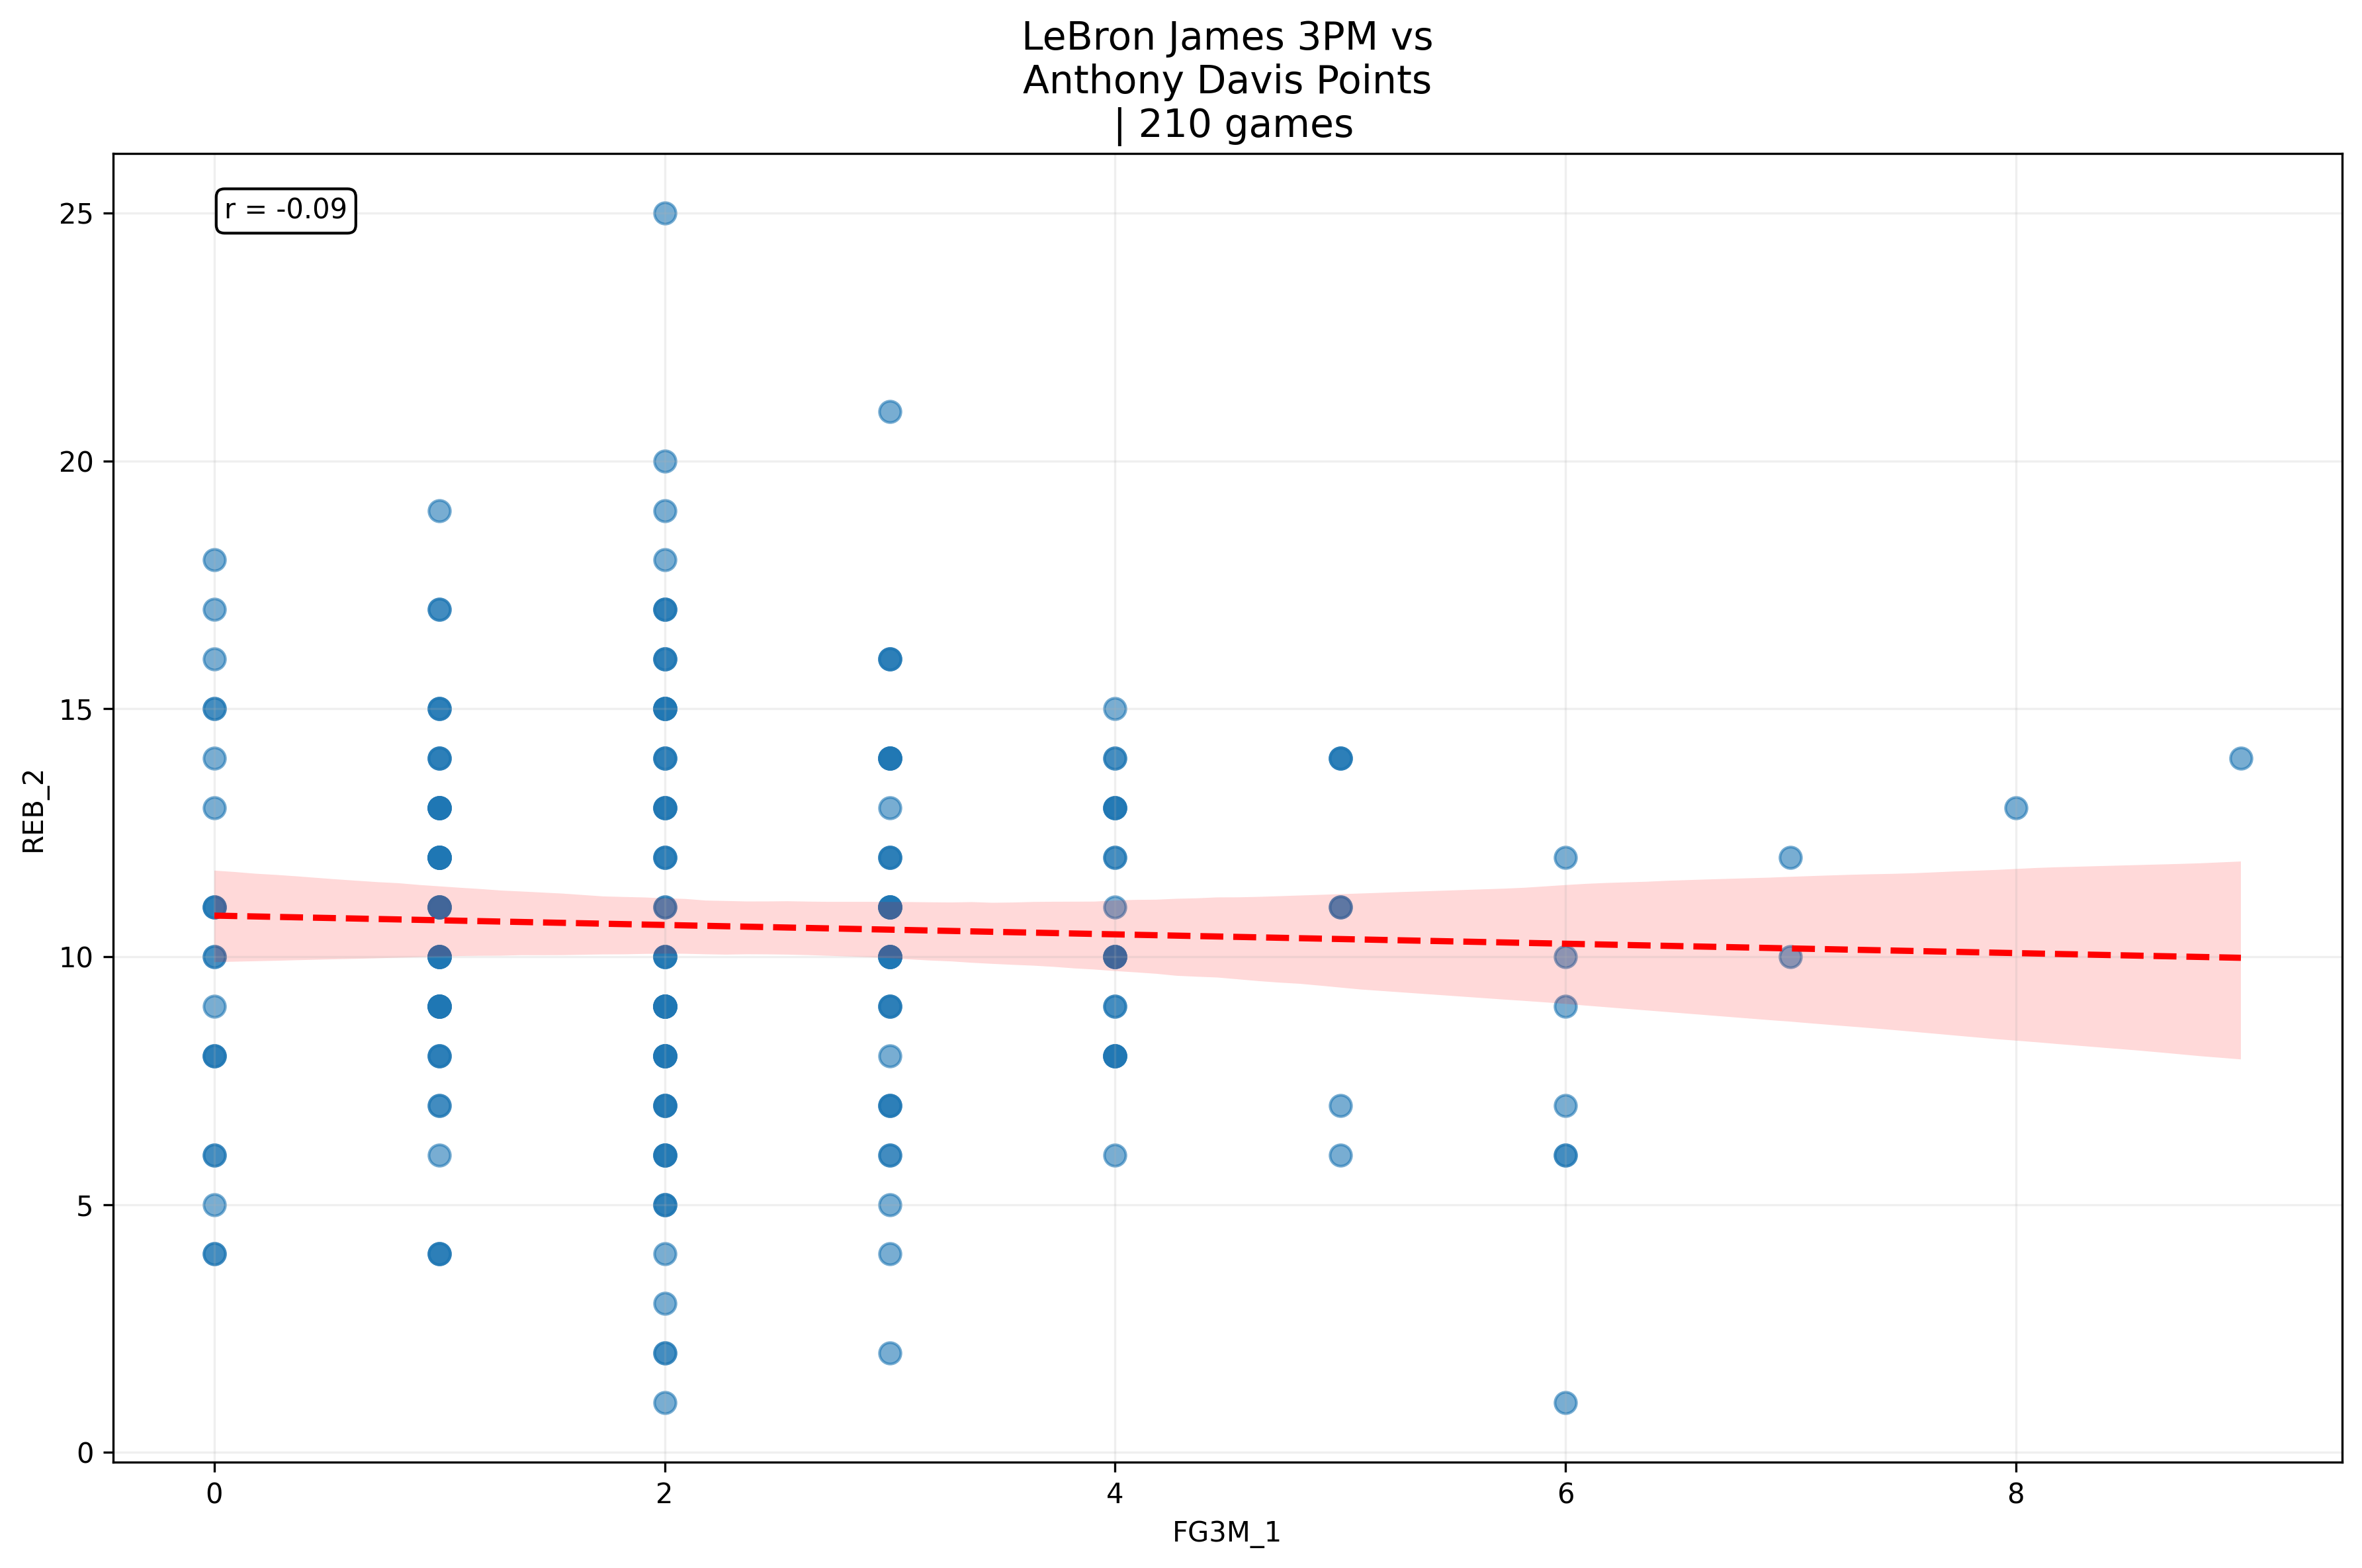 LeBron James 3PM vs
Anthony Davis Points
| 210 games
r = -0.09
25
20
15
10
5
0
REB_2
0 2 4 6 8
FG3M_1